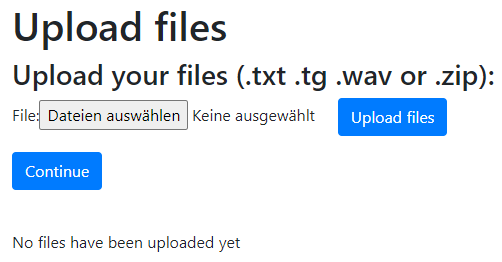 Upload files
Upload your files (.txt .tg .wav or .zip):
File: Dateien auswählen Keine ausgewählt Upload files
Continue
No files have been uploaded yet